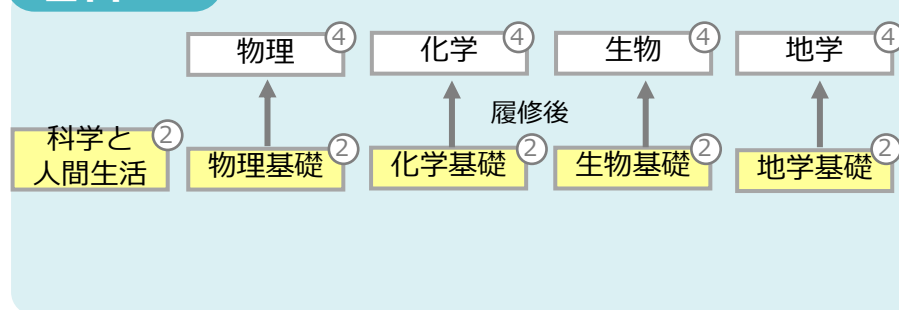 物理 ④
化学 ④
生物 ④
地学 ④
履修後
科学と
人間生活 ②
物理基礎 ②
化学基礎 ②
生物基礎 ②
地学基礎 ②